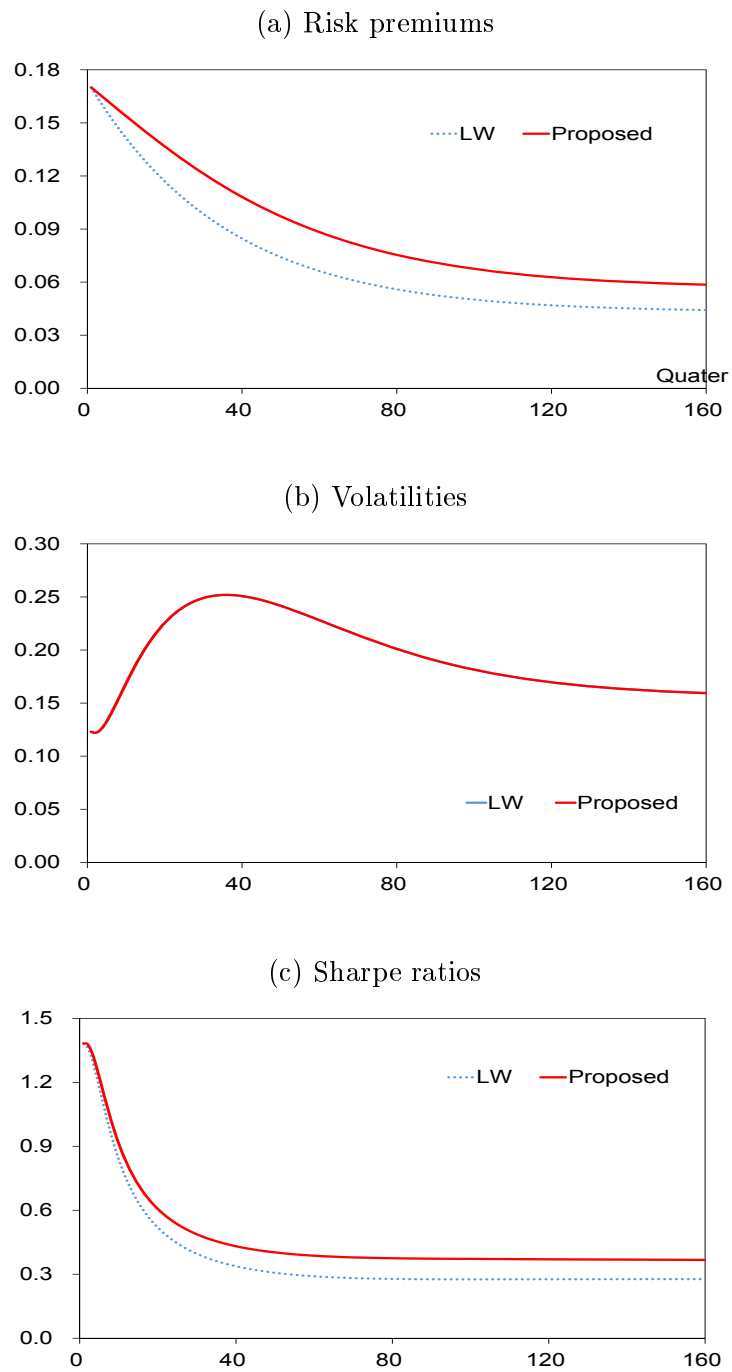 (a) Risk premiums
0.18
0.15
0.12
0.09
0.06
0.03
0.00
LW Proposed
Quater
0 40 80 120 160
(b) Volatilities
0.30
0.25
0.20
0.15
0.10
0.05
0.00
LW Proposed
0 40 80 120 160
(c) Sharpe ratios
1.5
1.2
0.9
0.6
0.3
0.0
LW Proposed
0 40 80 120 160